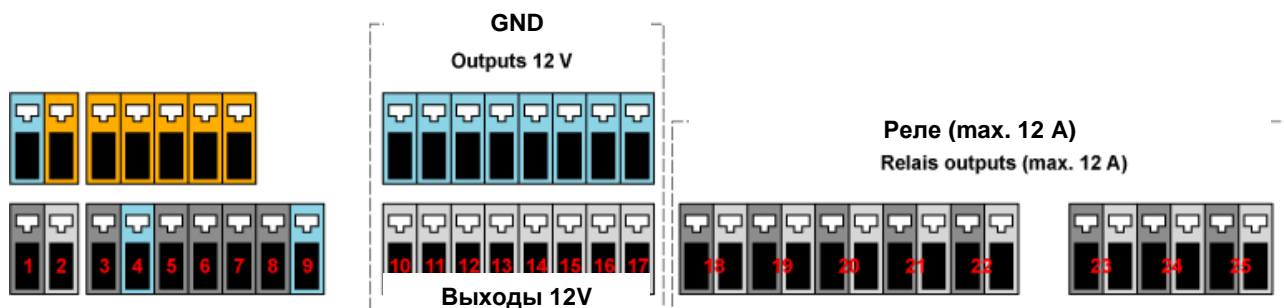 GND
Outputs 12 V
Реле (max. 12 A)
Relais outputs (max. 12 A)
1 2 3 4 5 6 7 8 9 10 11 12 13 14 15 16 17 18 19 20 21 22 23 24 25
Выходы 12V